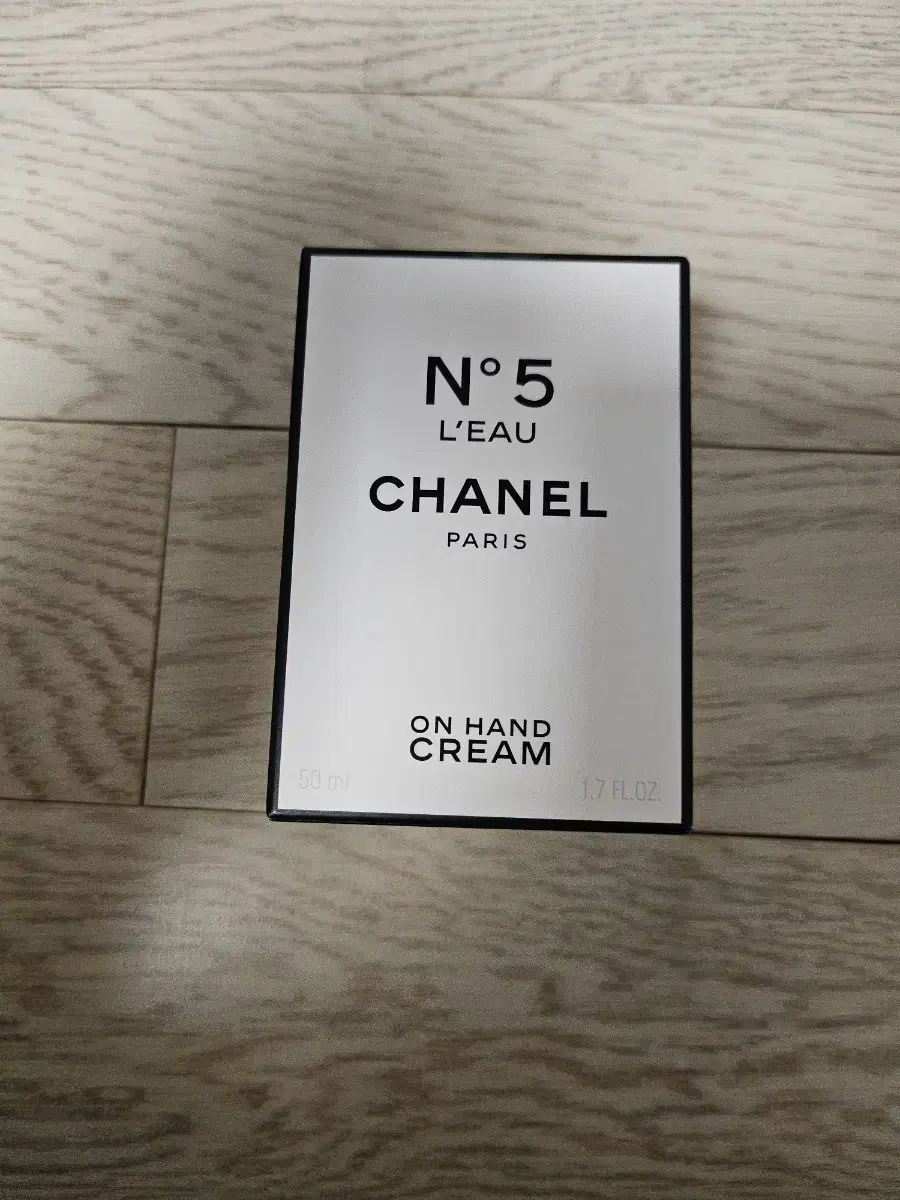 N°5
L'EAU
CHANEL
PARIS
ON HAND
CREAM
50 ml
1.7 FL.OZ.